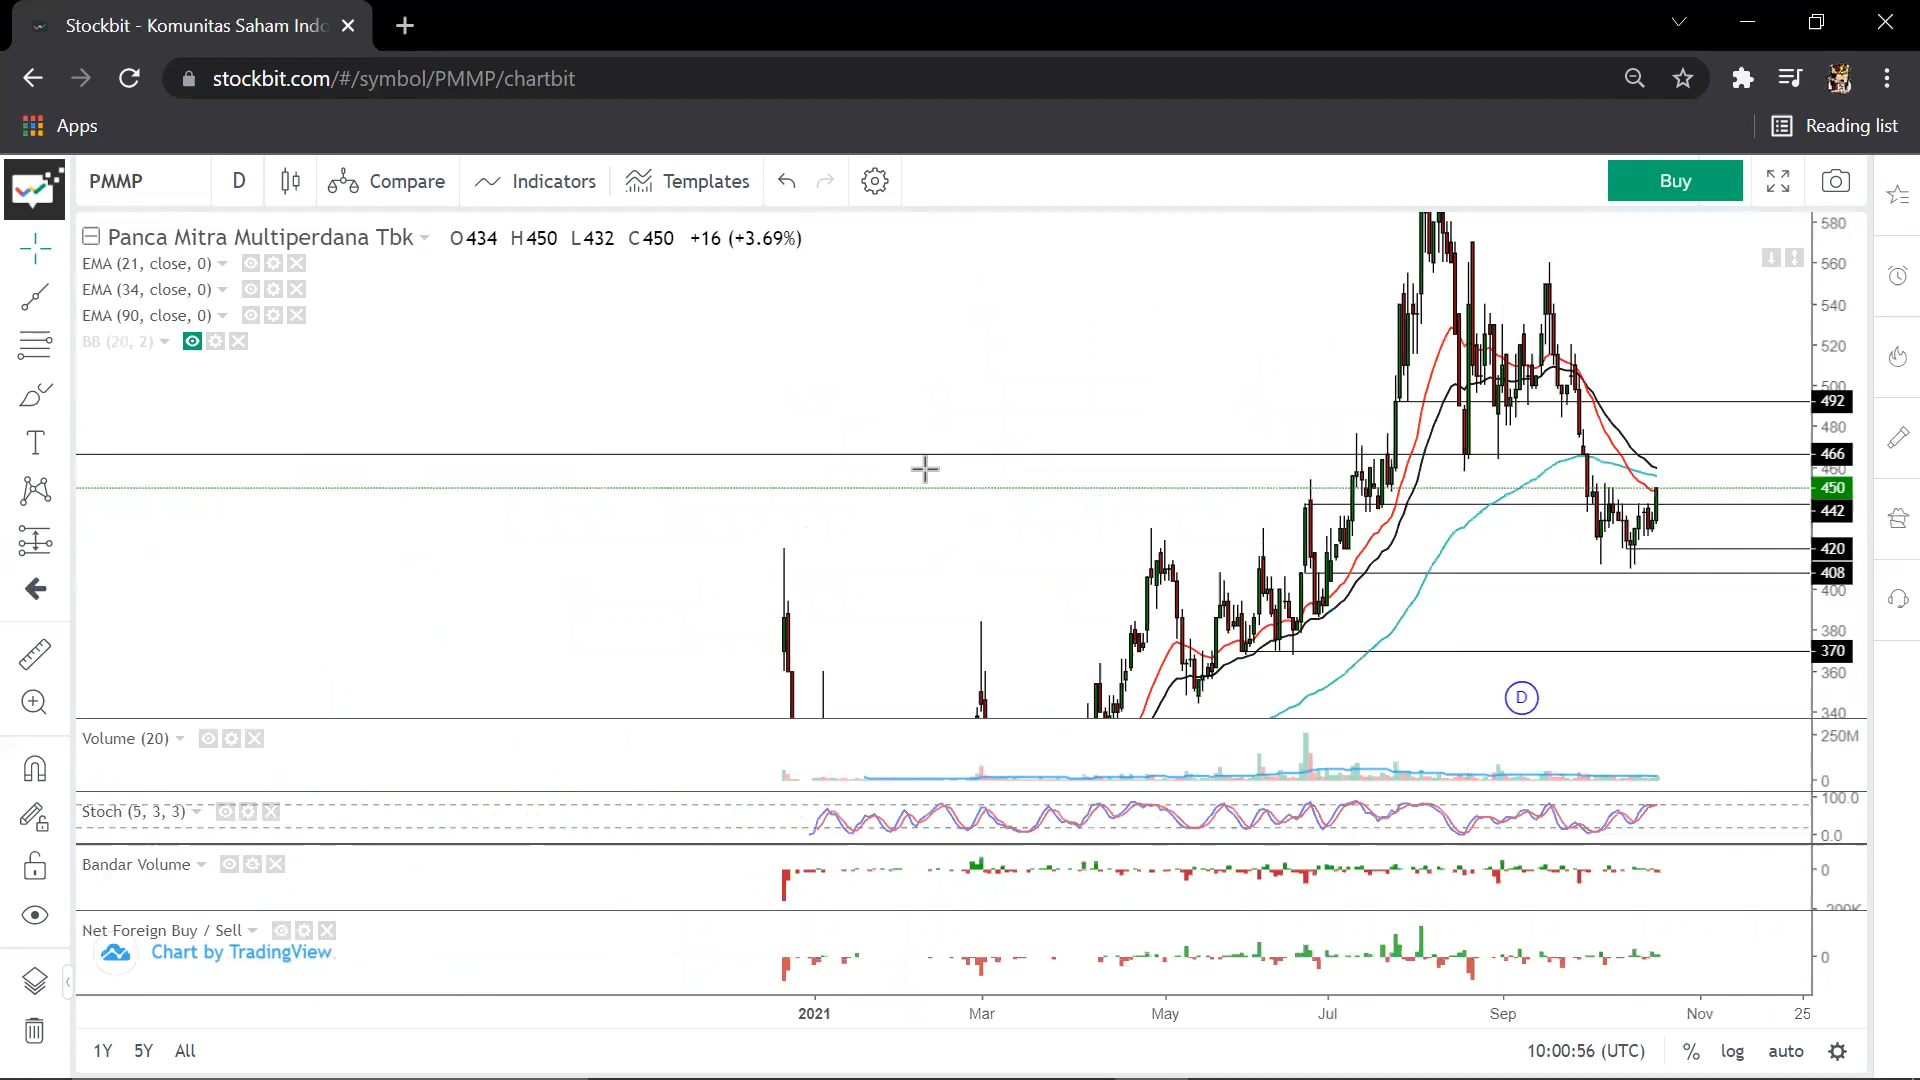 Stockbit - Komunitas Saham Indo
stockbit.com/#/symbol/PMMP/chartbit
Apps
Reading list
PMMP
D
Compare
Indicators
Templates
Buy
Panca Mitra Multiperdana Tbk
O434 H450 L432 C450 +16 (+3.69%)
EMA (21, close, 0)
EMA (34, close, 0)
EMA (90, close, 0)
BB (20, 2)
580
560
540
520
500
492
480
466
460
450
442
420
408
400
380
370
360
340
D
Volume (20)
250M
0
Stoch (5, 3, 3)
100.0
0.0
Bandar Volume
0
-200K
Net Foreign Buy / Sell
Chart by TradingView
0
2021
Mar
May
Jul
Sep
Nov
25
1Y
5Y
All
10:00:56 (UTC)
%
log
auto